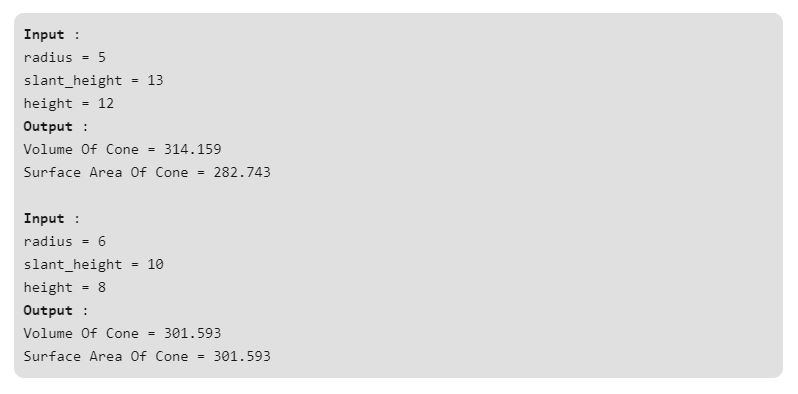 Input :
radius = 5
slant_height = 13
height = 12
Output :
Volume Of Cone = 314.159
Surface Area Of Cone = 282.743
Input :
radius = 6
slant_height = 10
height = 8
Output :
Volume Of Cone = 301.593
Surface Area Of Cone = 301.593